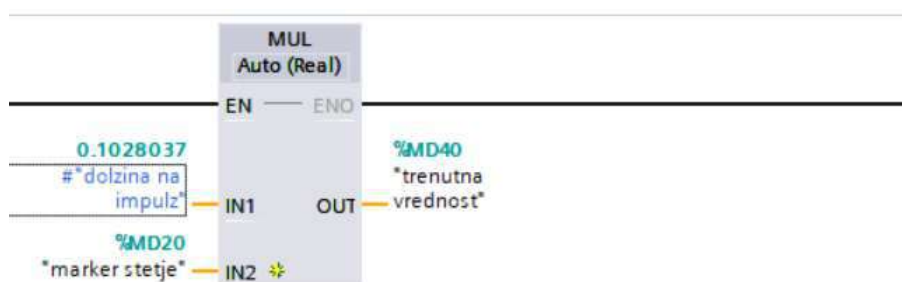 MUL
Auto (Real)
EN ENO
0.1028037
#"dolzina na
impulz"
IN1
OUT
%MD40
"trenutna
vrednost"
%MD20
"marker stetje"
IN2